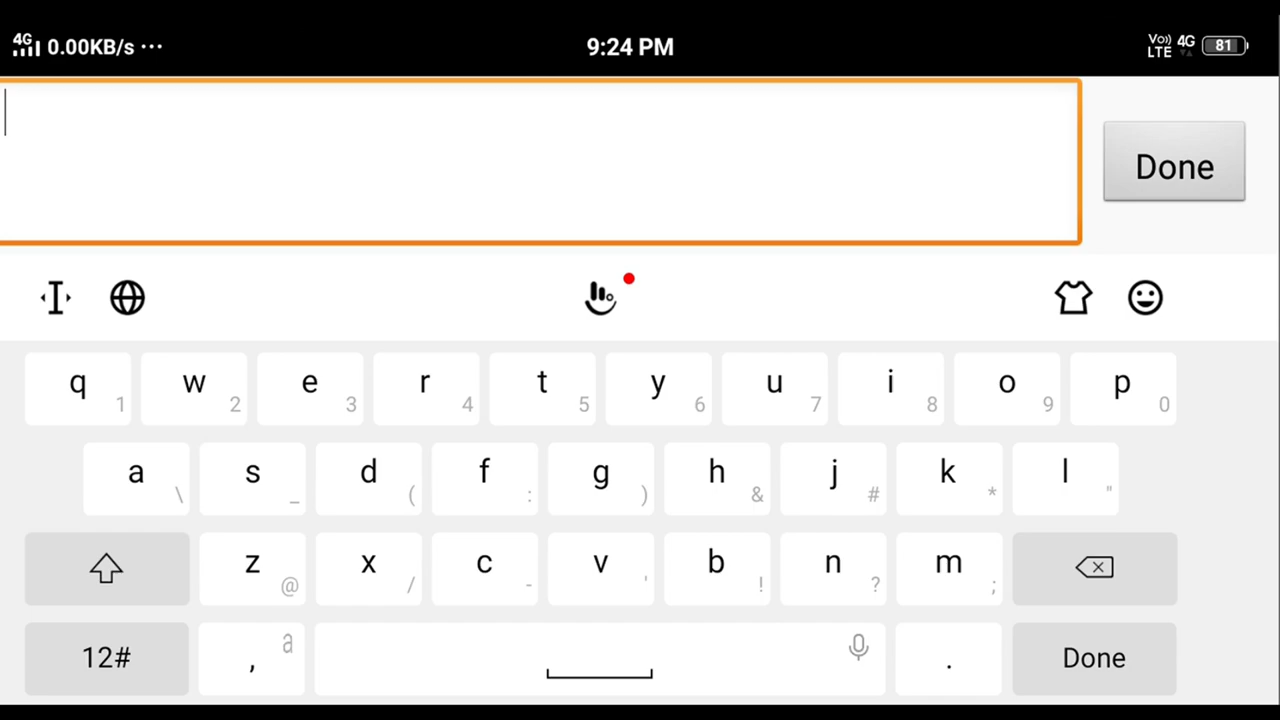 4G 0.00KB/s ··· 9:24 PM Vo)) LTE 4G 81
Done
q 1 w 2 e 3 r 4 t 5 y 6 u 7 i 8 o 9 p 0
a \ s _ d ( f : g ) h & j # k * l "
z @ x / c - v ' b ! n ? m ;
12# , . Done